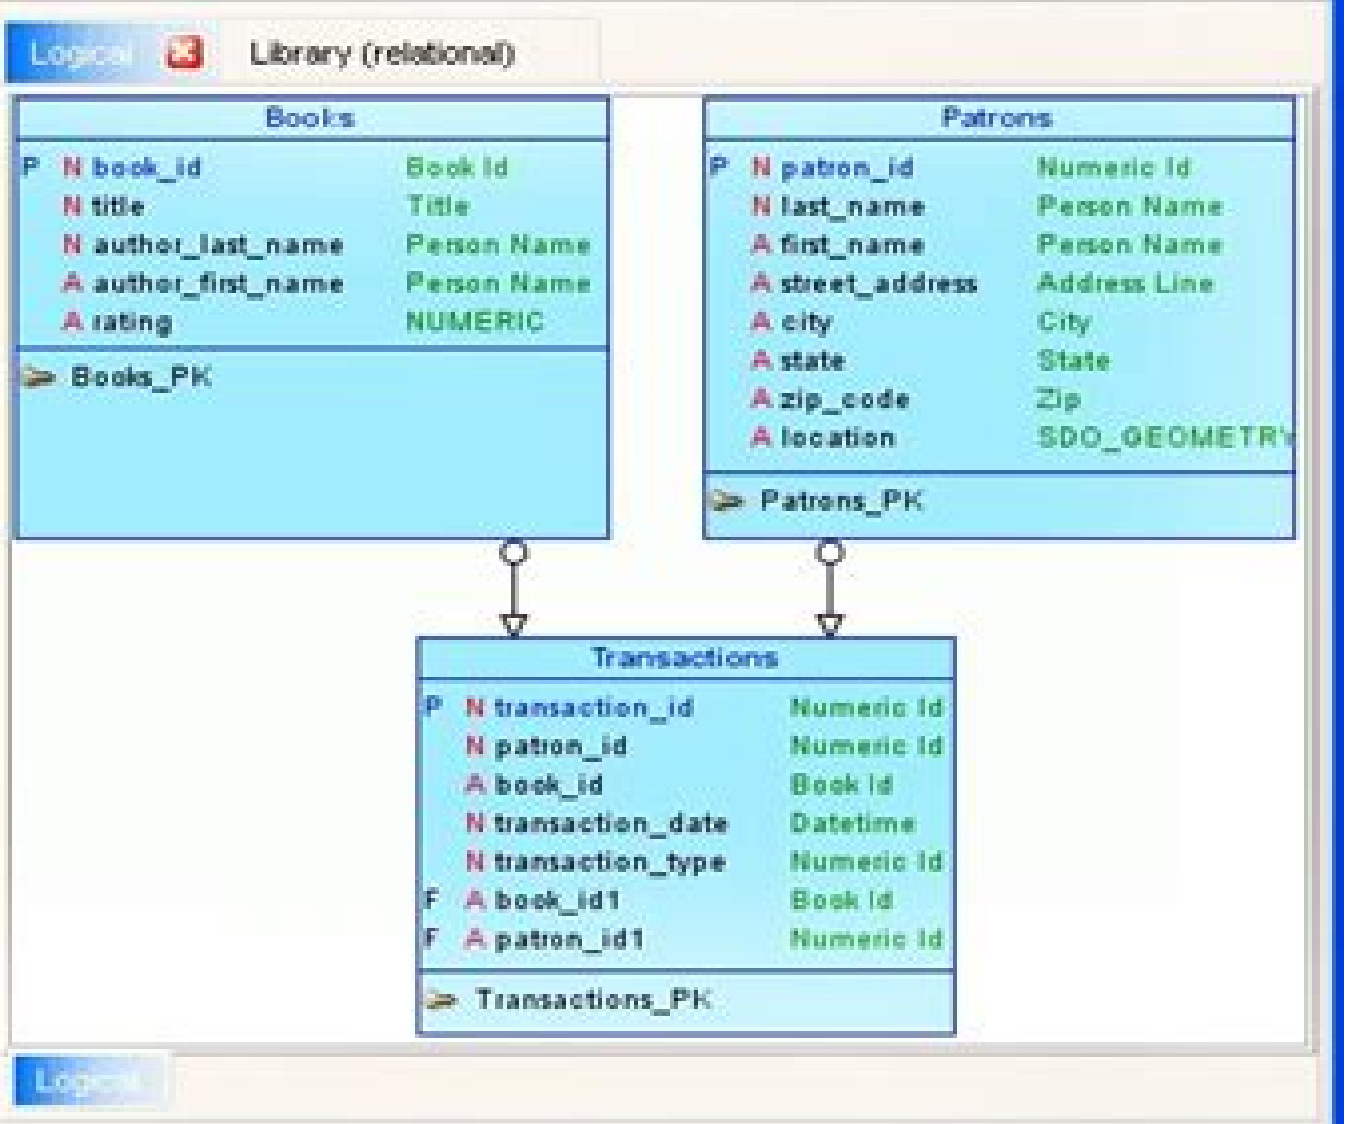 Logical Library (relational)
Books
P N book_id Book Id
N title Title
N author_last_name Person Name
A author_first_name Person Name
A rating NUMERIC
Books_PK
Patrons
P N patron_id Numeric Id
N last_name Person Name
A first_name Person Name
A street_address Address Line
A city City
A state State
A zip_code Zip
A location SDO_GEOMETRY
Patrons_PK
Transactions
P N transaction_id Numeric Id
N patron_id Numeric Id
A book_id Book Id
N transaction_date Datetime
N transaction_type Numeric Id
F A book_id1 Book Id
F A patron_id1 Numeric Id
Transactions_PK
Logical